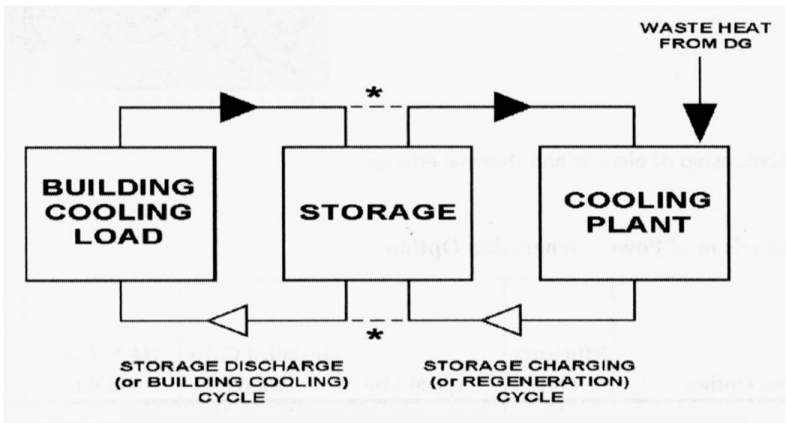 WASTE HEAT
FROM DG
*
BUILDING
COOLING
LOAD
STORAGE
COOLING
PLANT
*
STORAGE DISCHARGE
(or BUILDING COOLING)
CYCLE
STORAGE CHARGING
(or REGENERATION)
CYCLE